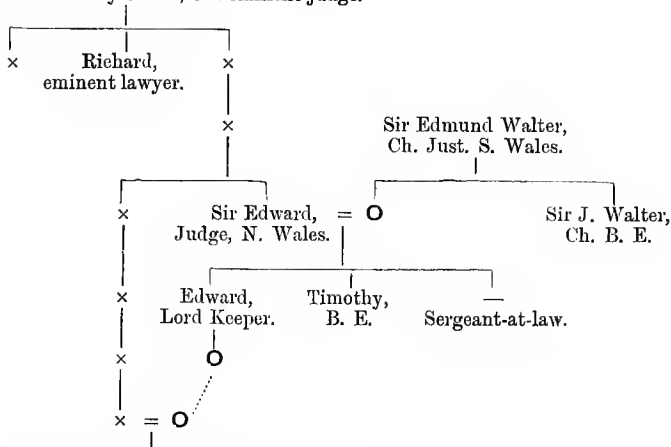 judge.
× Richard, ×
eminent lawyer.
×
Sir Edmund Walter,
Ch. Just. S. Wales.
× Sir Edward, = O Sir J. Walter,
Judge, N. Wales. Ch. B. E.
× Edward, Timothy, —
Lord Keeper. B. E. Sergeant-at-law.
× O
× = O